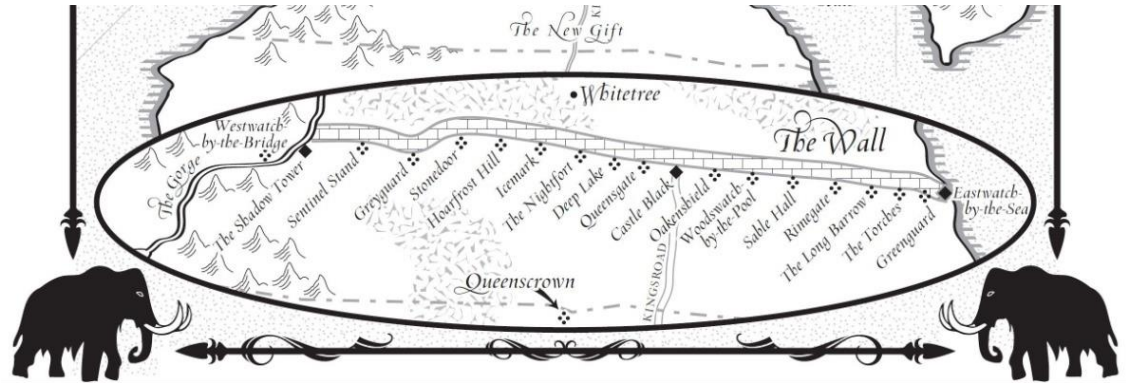 KI
The New Gift
Whitetree
The Wall
Westwatch-
by-the-Bridge
The Gorge
The Shadow Tower
Sentinel Stand
Greyguard
Stonedoor
Hoarfrost Hill
Icemark
The Nightfort
Deep Lake
Queensgate
Castle Black
Oakenshield
Woodswatch-
by-the-Pool
Sable Hall
Rimegate
The Long Barrow
The Torches
Greenguard
Eastwatch-
by-the-Sea
Queenscrown
KINGSROAD